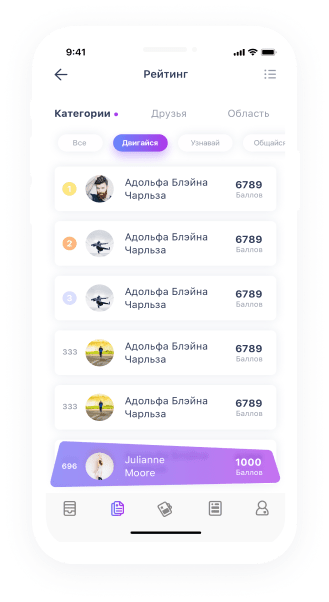 9:41
Рейтинг
Категории Друзья Область
Все Двигайся Узнавай
1 Адольфа Блэйна 6789
Чарльза Баллов
2 Адольфа Блэйна 6789
Чарльза Баллов
3 Адольфа Блэйна 6789
Чарльза Баллов
333 Адольфа Блэйна 6789
Чарльза Баллов
333 Адольфа Блэйна 6789
Чарльза Баллов
696 Julianne 1000
Moore Баллов